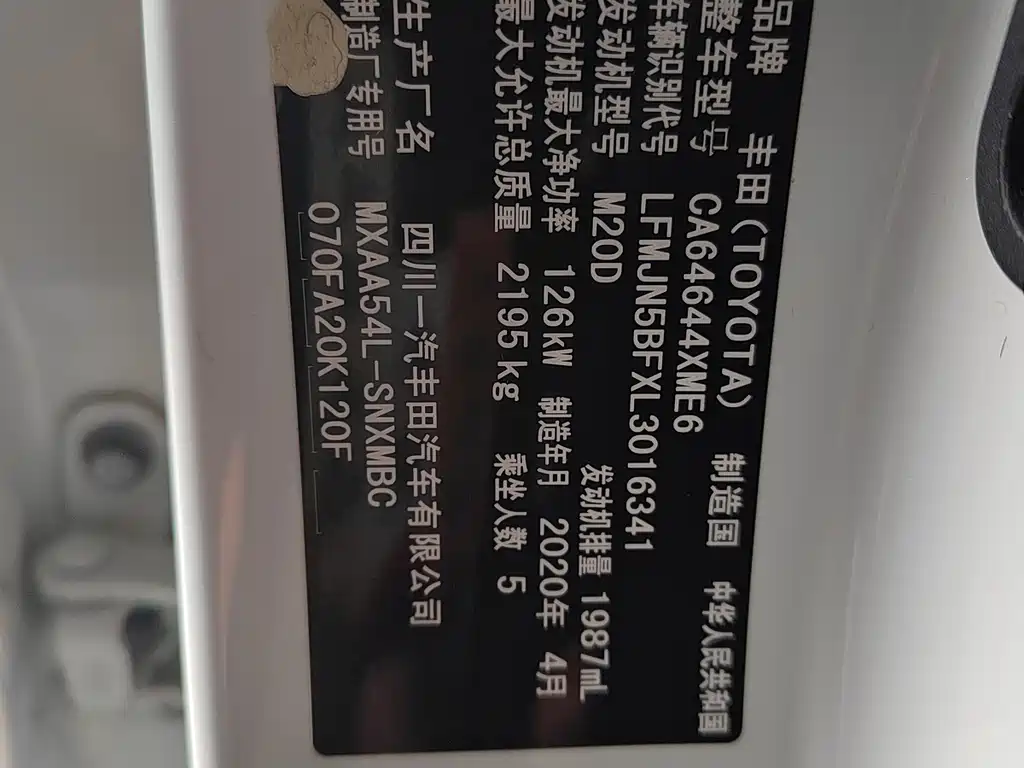 品牌 丰田(TOYOTA) 制造国 中华人民共和国
整车型号 CA64644XME6
车辆识别代号 LFMJN5BFXL3016341
发动机型号 M20D 发动机排量 1987mL
发动机最大净功率 126kW 制造年月 2020年 4月
最大允许总质量 2195kg 乘坐人数 5
生产厂名 四川一汽丰田汽车有限公司
制造厂专用号 MXAA54L-SNXMBC
070FA20K120F